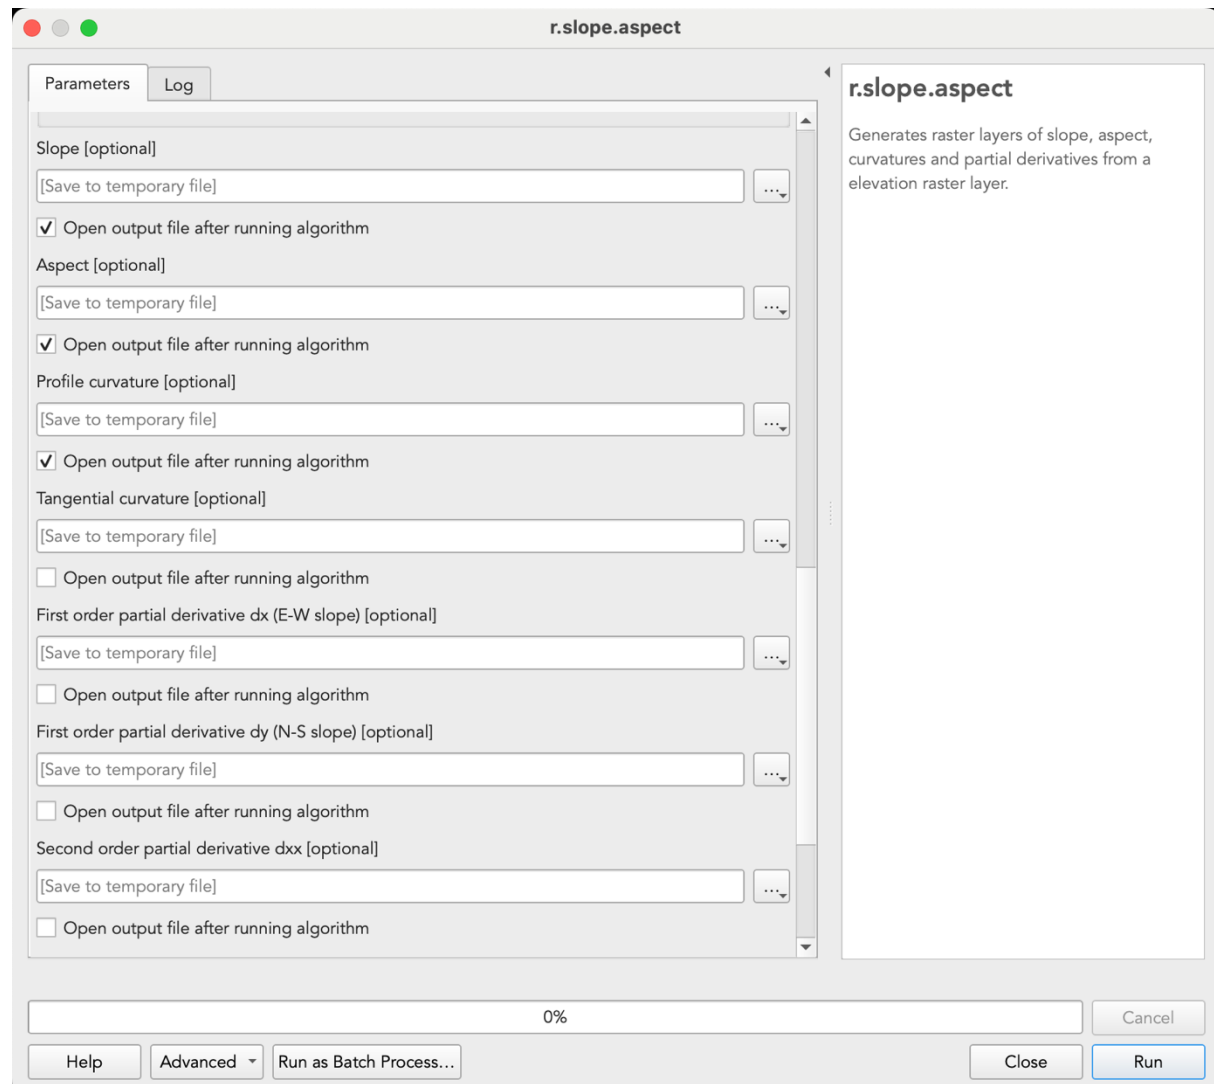 r.slope.aspect
Parameters
Log
Slope [optional]
[Save to temporary file]
...
Open output file after running algorithm
Aspect [optional]
[Save to temporary file]
...
Open output file after running algorithm
Profile curvature [optional]
[Save to temporary file]
...
Open output file after running algorithm
Tangential curvature [optional]
[Save to temporary file]
...
Open output file after running algorithm
First order partial derivative dx (E-W slope) [optional]
[Save to temporary file]
...
Open output file after running algorithm
First order partial derivative dy (N-S slope) [optional]
[Save to temporary file]
...
Open output file after running algorithm
Second order partial derivative dxx [optional]
[Save to temporary file]
...
Open output file after running algorithm
r.slope.aspect
Generates raster layers of slope, aspect,
curvatures and partial derivatives from a
elevation raster layer.
0%
Cancel
Help
Advanced
Run as Batch Process...
Close
Run